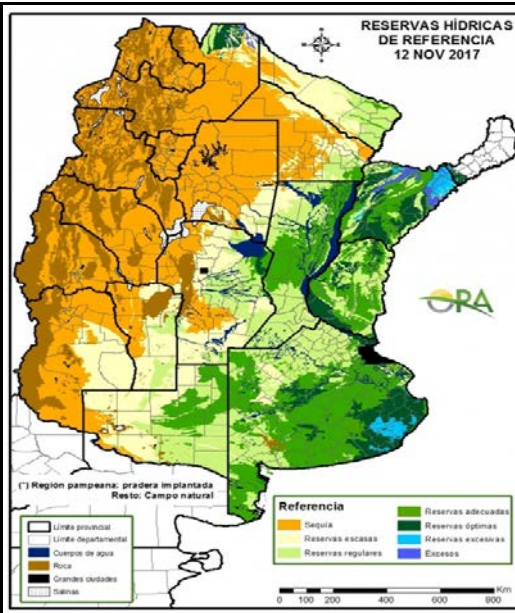 RESERVAS HÍDRICAS
DE REFERENCIA
12 NOV 2017
ORA
(*) Región pampeana: pradera implantada
Resto: Campo natural
Límite provincial
Límite departamental
Cuerpos de agua
Roca
Grandes ciudades
Salinas
Referencia
Sequía
Reservas escasas
Reservas regulares
Reservas adecuadas
Reservas óptimas
Reservas excesivas
Excesos
Km
0 100 200 400 600 800